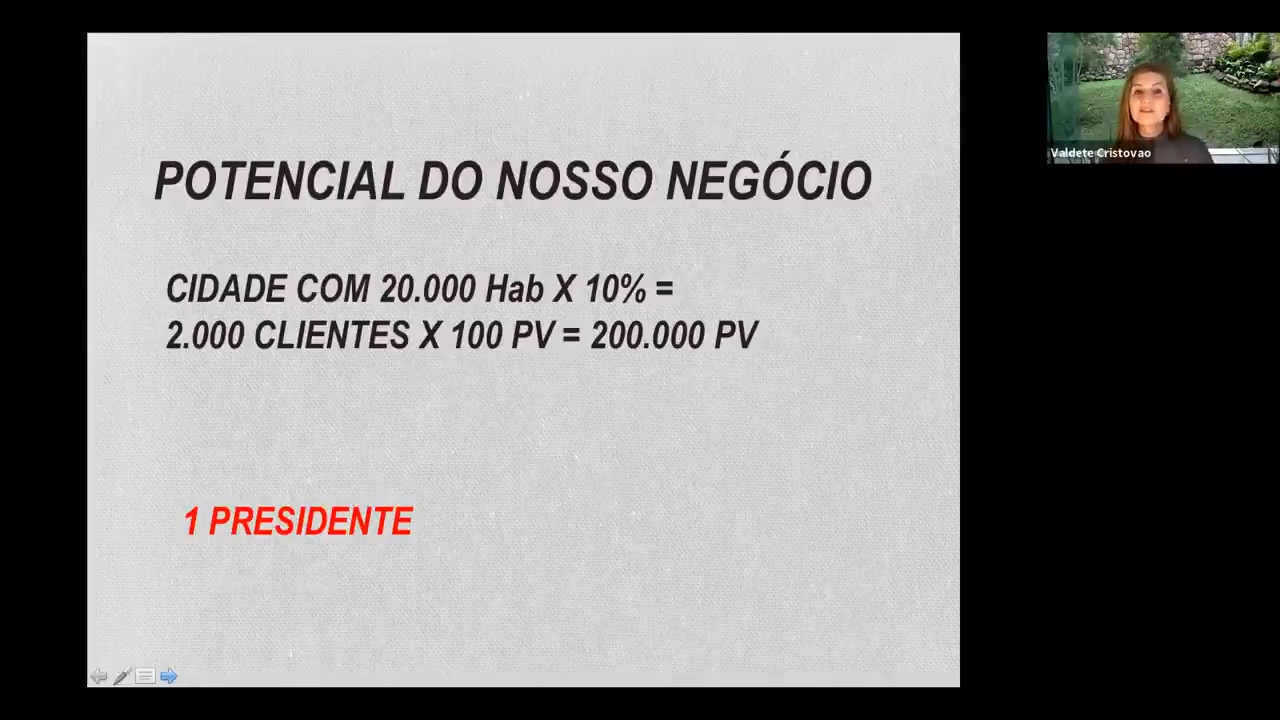 POTENCIAL DO NOSSO NEGÓCIO
CIDADE COM 20.000 Hab X 10% =
2.000 CLIENTES X 100 PV = 200.000 PV
1 PRESIDENTE
Valdete Cristovao